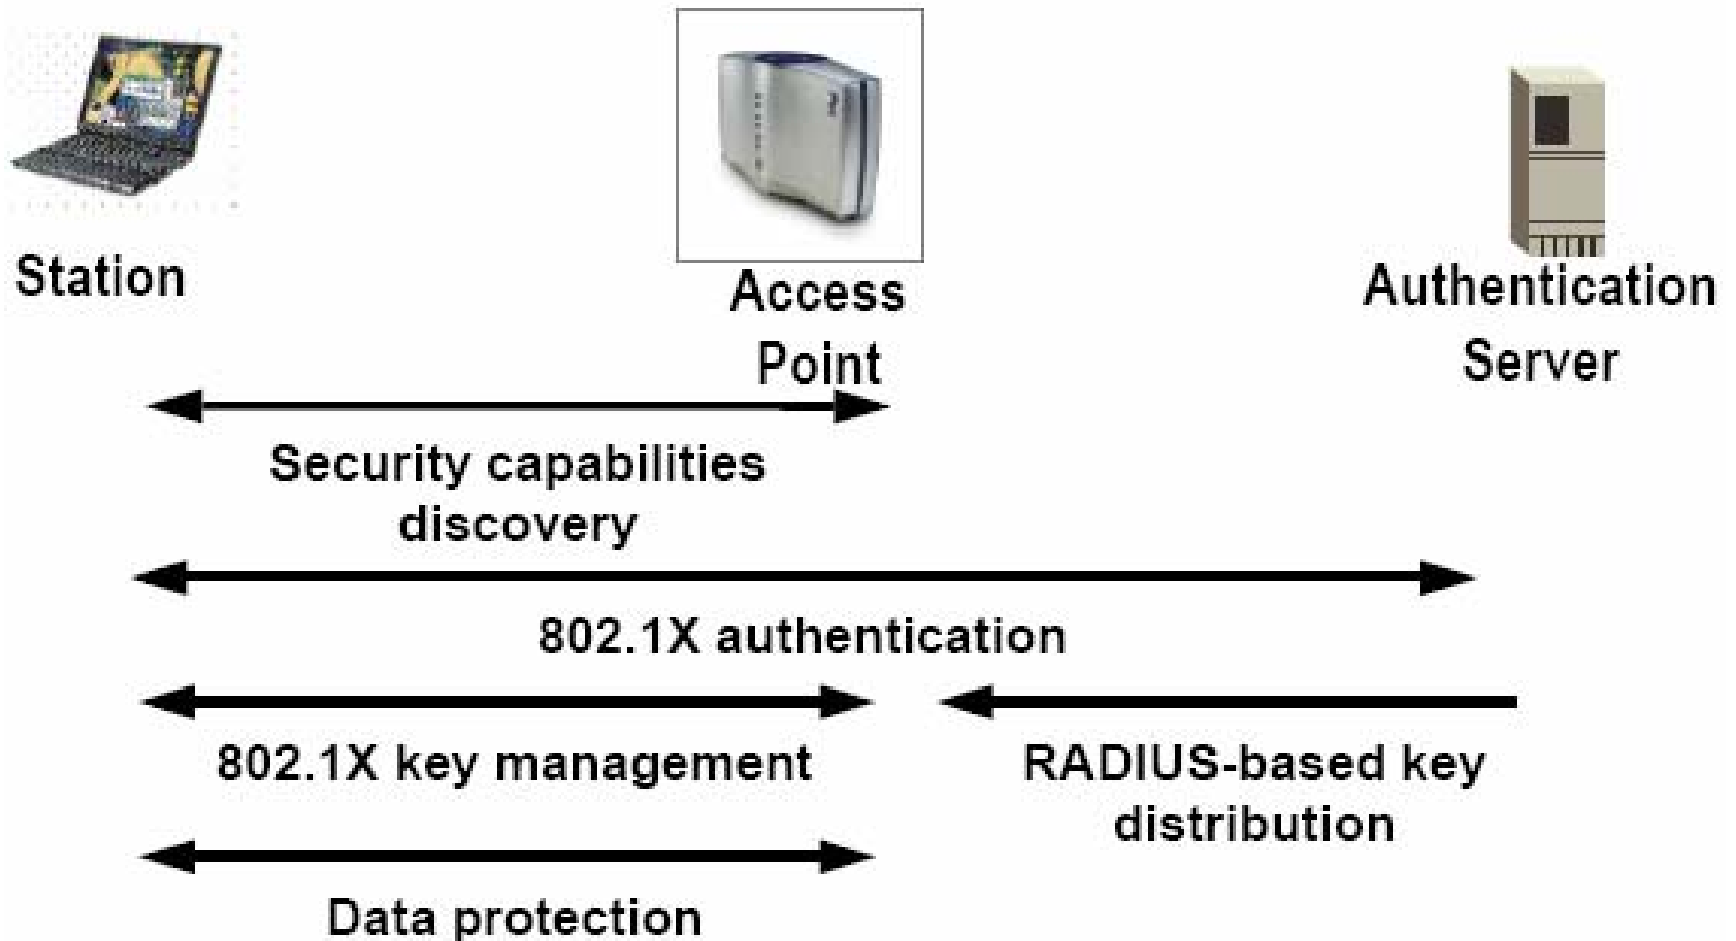 Station
Access
Point
Authentication
Server
Security capabilities
discovery
802.1X authentication
802.1X key management
RADIUS-based key
distribution
Data protection